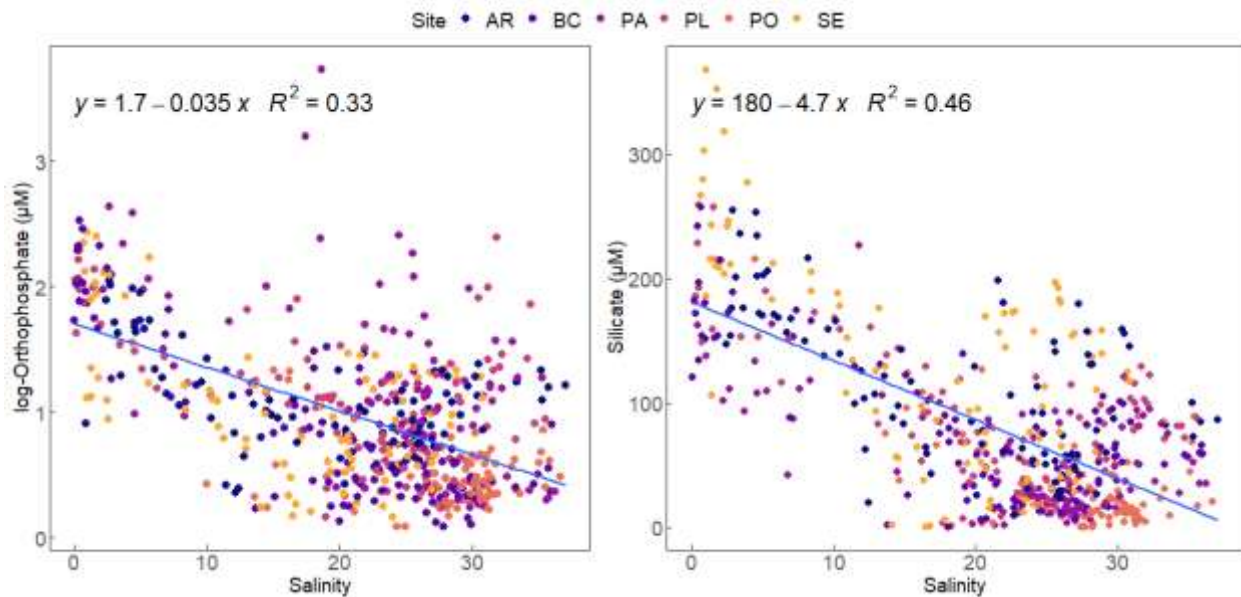 Site AR BC PA PL PO SE
y = 1.7 – 0.035 x R² = 0.33
log-Orthophosphate (µM)
3
2
1
0
0 10 20 30
Salinity
y = 180 – 4.7 x R² = 0.46
Silicate (µM)
300
200
100
0
0 10 20 30
Salinity